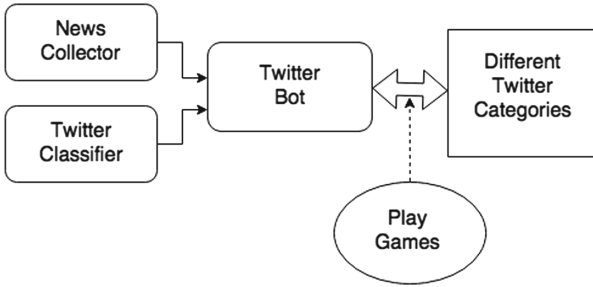 News
Collector
Twitter
Classifier
Twitter
Bot
Different
Twitter
Categories
Play
Games